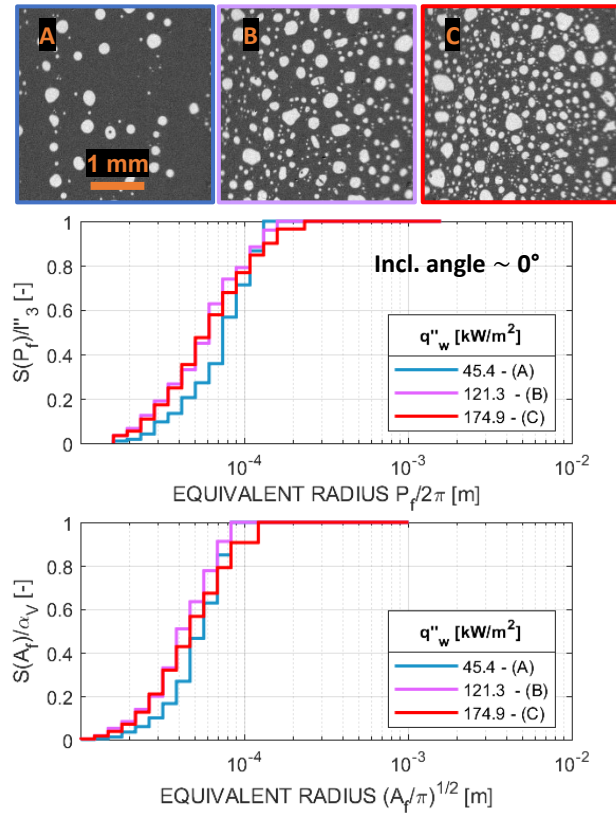 A B C
1 mm
1
0.8
0.6
0.4
0.2
0
S(P_f)/l''_3 [-]
Incl. angle ~ 0°
q''_w [kW/m²]
45.4 - (A)
121.3 - (B)
174.9 - (C)
10^-4 10^-3 10^-2
EQUIVALENT RADIUS P_f/2π [m]
1
0.8
0.6
0.4
0.2
0
S(A_f)/α_V [-]
q''_w [kW/m²]
45.4 - (A)
121.3 - (B)
174.9 - (C)
10^-4 10^-3 10^-2
EQUIVALENT RADIUS (A_f/π)^1/2 [m]